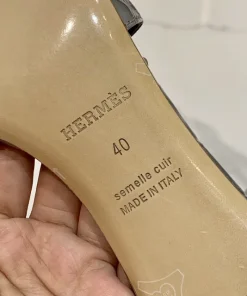 HERMÈS
40
semelle cuir
MADE IN ITALY